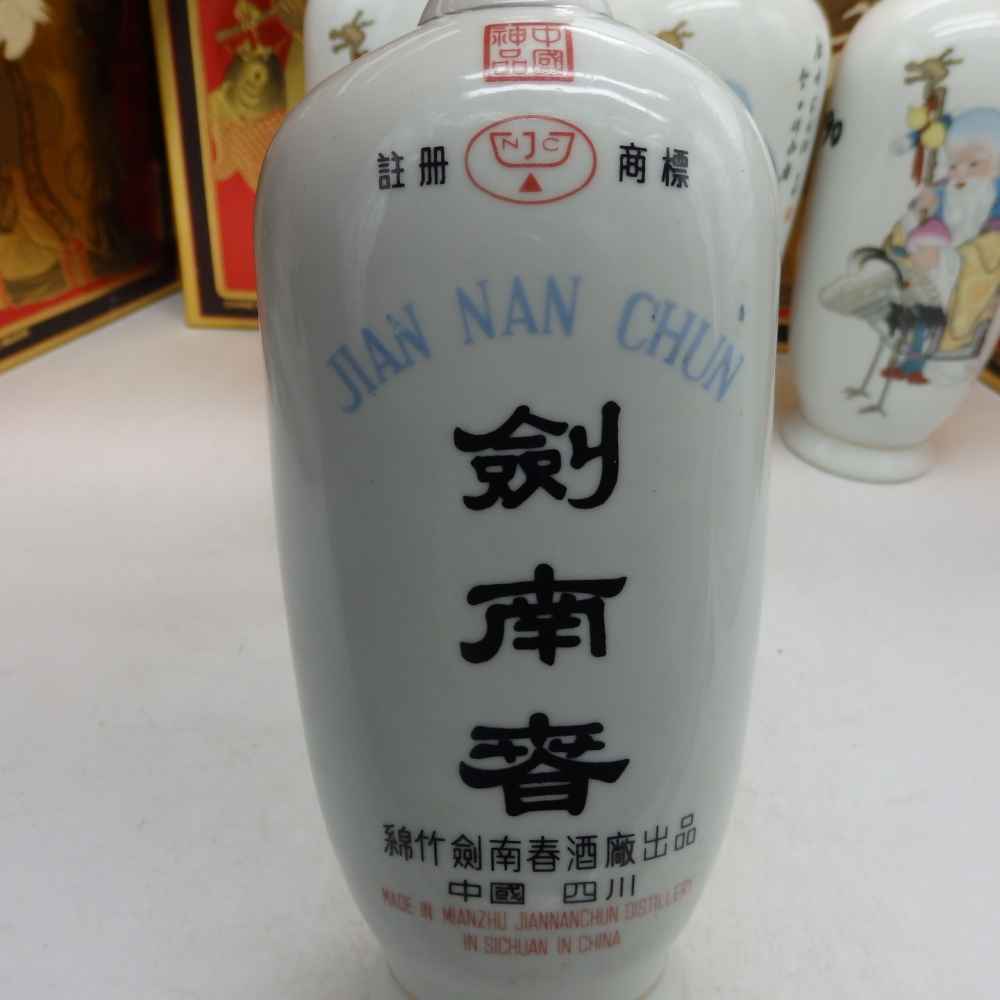 中國
神品
註册 NJC 商標
JIAN NAN CHUN
劍
南
春
綿竹劍南春酒廠出品
中國 四川
MADE IN MIANZHU JIANNANCHUN DISTILLERY
IN SICHUAN IN CHINA